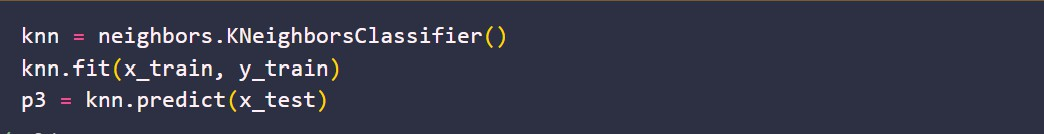 knn = neighbors.KNeighborsClassifier()
knn.fit(x_train, y_train)
p3 = knn.predict(x_test)